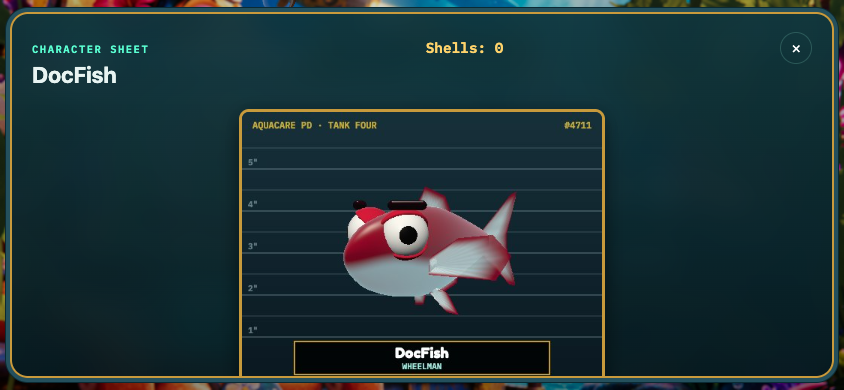 CHARACTER SHEET
Shells: 0
×
DocFish
AQUACARE PD · TANK FOUR
#4711
5"
4"
3"
2"
1"
DocFish
WHEELMAN